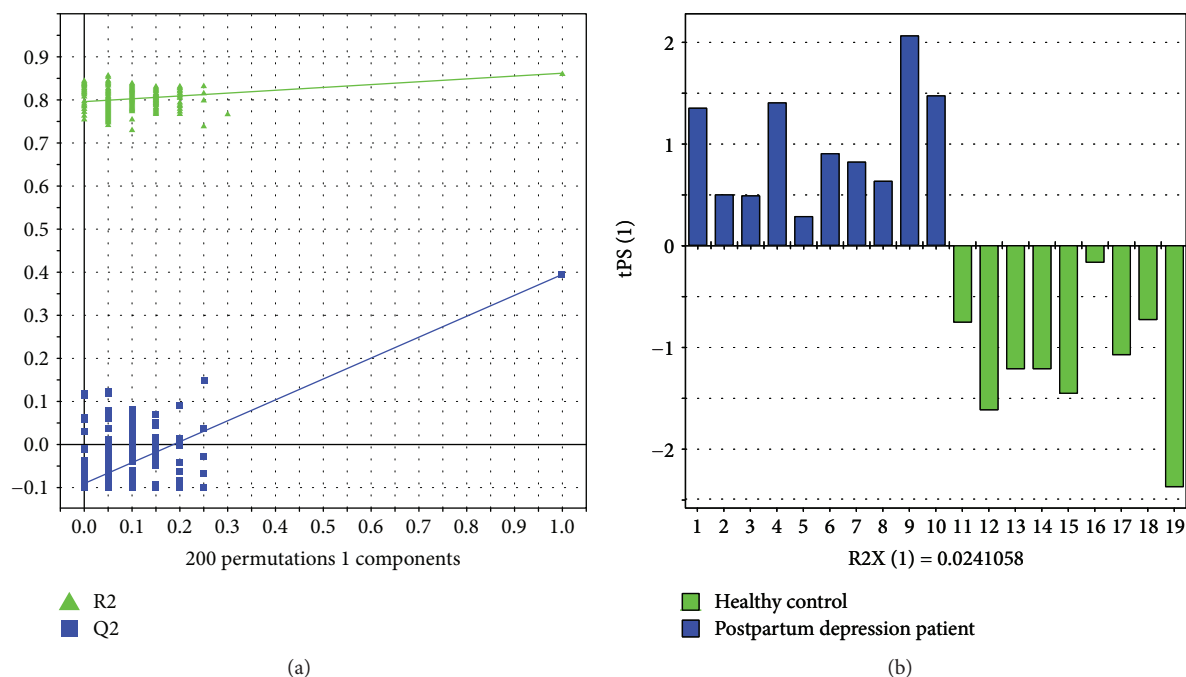 0.9
0.8
0.7
0.6
0.5
0.4
0.3
0.2
0.1
0.0
−0.1
0.0 0.1 0.2 0.3 0.4 0.5 0.6 0.7 0.8 0.9 1.0
200 permutations 1 components
R2
Q2
(a)
2
1
0
−1
−2
tPS (1)
1 2 3 4 5 6 7 8 9 10 11 12 13 14 15 16 17 18 19
R2X (1) = 0.0241058
Healthy control
Postpartum depression patient
(b)